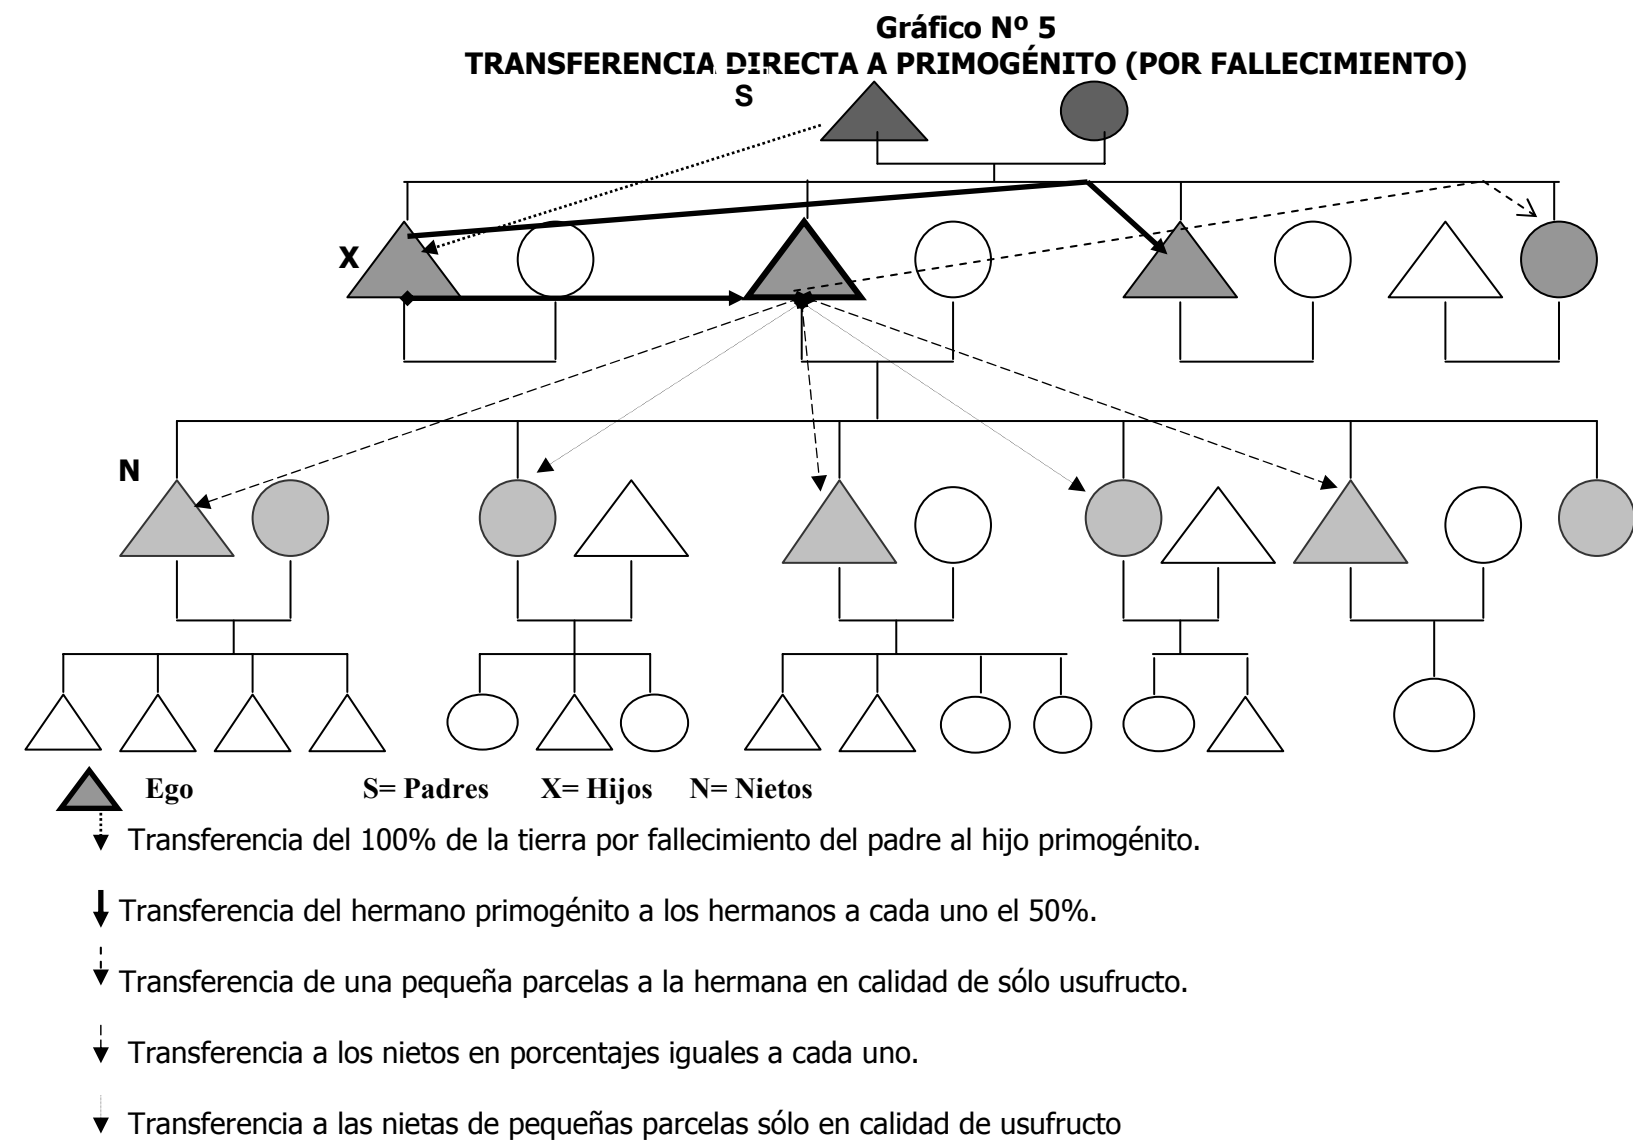 Gráfico Nº 5
TRANSFERENCIA DIRECTA A PRIMOGÉNITO (POR FALLECIMIENTO)
S
X
N
Ego S= Padres X= Hijos N= Nietos
Transferencia del 100% de la tierra por fallecimiento del padre al hijo primogénito.
Transferencia del hermano primogénito a los hermanos a cada uno el 50%.
Transferencia de una pequeña parcelas a la hermana en calidad de sólo usufructo.
Transferencia a los nietos en porcentajes iguales a cada uno.
Transferencia a las nietas de pequeñas parcelas sólo en calidad de usufructo